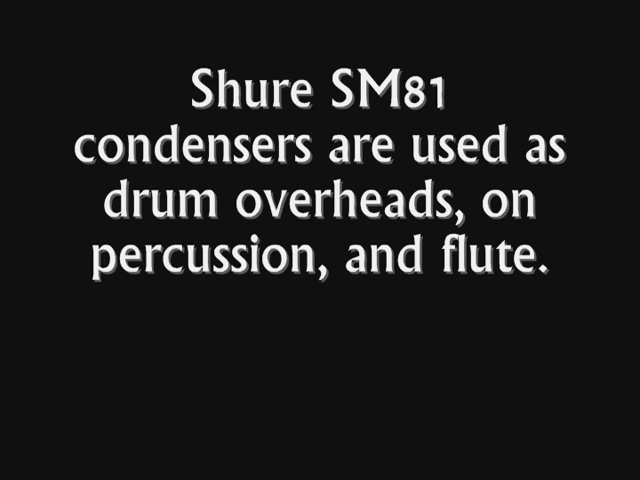 Shure SM81
condensers are used as
drum overheads, on
percussion, and flute.